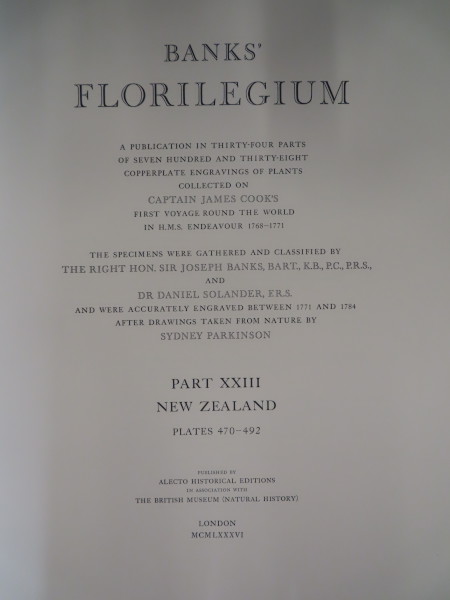 BANKS'
FLORILEGIUM
A PUBLICATION IN THIRTY-FOUR PARTS
OF SEVEN HUNDRED AND THIRTY-EIGHT
COPPERPLATE ENGRAVINGS OF PLANTS
COLLECTED ON
CAPTAIN JAMES COOK'S
FIRST VOYAGE ROUND THE WORLD
IN H.M.S. ENDEAVOUR 1768-1771
THE SPECIMENS WERE GATHERED AND CLASSIFIED BY
THE RIGHT HON. SIR JOSEPH BANKS, BART., K.B., P.C., P.R.S.,
AND
DR DANIEL SOLANDER, F.R.S.
AND WERE ACCURATELY ENGRAVED BETWEEN 1771 AND 1784
AFTER DRAWINGS TAKEN FROM NATURE BY
SYDNEY PARKINSON
PART XXIII
NEW ZEALAND
PLATES 470-492
PUBLISHED BY
ALECTO HISTORICAL EDITIONS
IN ASSOCIATION WITH
THE BRITISH MUSEUM (NATURAL HISTORY)
LONDON
MCMLXXXVI